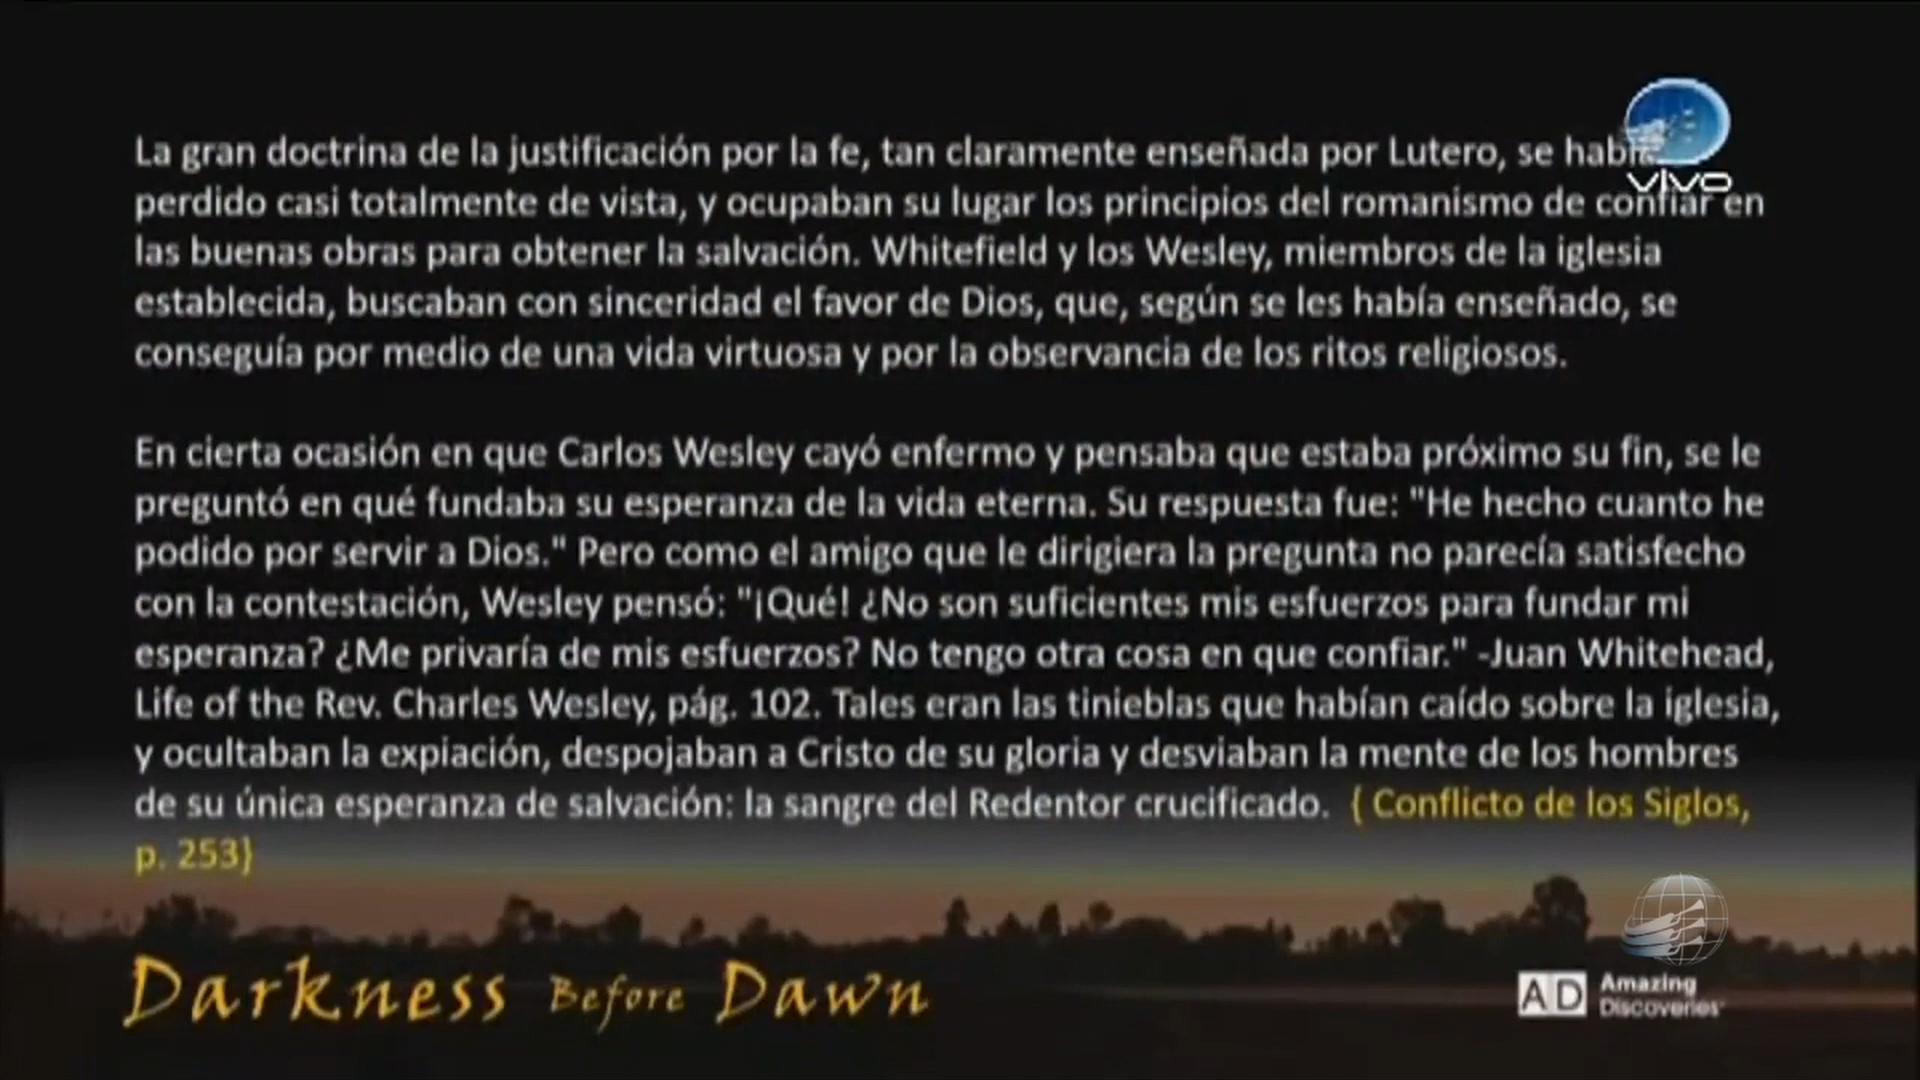 La gran doctrina de la justificación por la fe, tan claramente enseñada por Lutero, se había
perdido casi totalmente de vista, y ocupaban su lugar los principios del romanismo de confiar en
las buenas obras para obtener la salvación. Whitefield y los Wesley, miembros de la iglesia
establecida, buscaban con sinceridad el favor de Dios, que, según se les había enseñado, se
conseguía por medio de una vida virtuosa y por la observancia de los ritos religiosos.
En cierta ocasión en que Carlos Wesley cayó enfermo y pensaba que estaba próximo su fin, se le
preguntó en qué fundaba su esperanza de la vida eterna. Su respuesta fue: "He hecho cuanto he
podido por servir a Dios." Pero como el amigo que le dirigiera la pregunta no parecía satisfecho
con la contestación, Wesley pensó: "¡Qué! ¿No son suficientes mis esfuerzos para fundar mi
esperanza? ¿Me privaría de mis esfuerzos? No tengo otra cosa en que confiar." -Juan Whitehead,
Life of the Rev. Charles Wesley, pág. 102. Tales eran las tinieblas que habían caído sobre la iglesia,
y ocultaban la expiación, despojaban a Cristo de su gloria y desviaban la mente de los hombres
de su única esperanza de salvación: la sangre del Redentor crucificado. { Conflicto de los Siglos,
p. 253}
VIVO
Darkness Before Dawn
AD Amazing
Discoveries